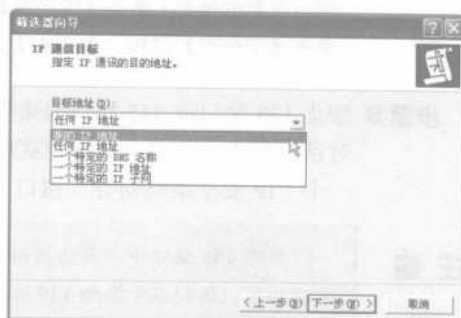 筛选器向导
IP 通信目标
指定 IP 通讯的目的地址。
目标地址(D):
任何 IP 地址
我的 IP 地址
任何 IP 地址
一个特定的 DNS 名称
一个特定的 IP 地址
一个特定的 IP 子网
<上一步(B) 下一步(N)> 取消
步骤8